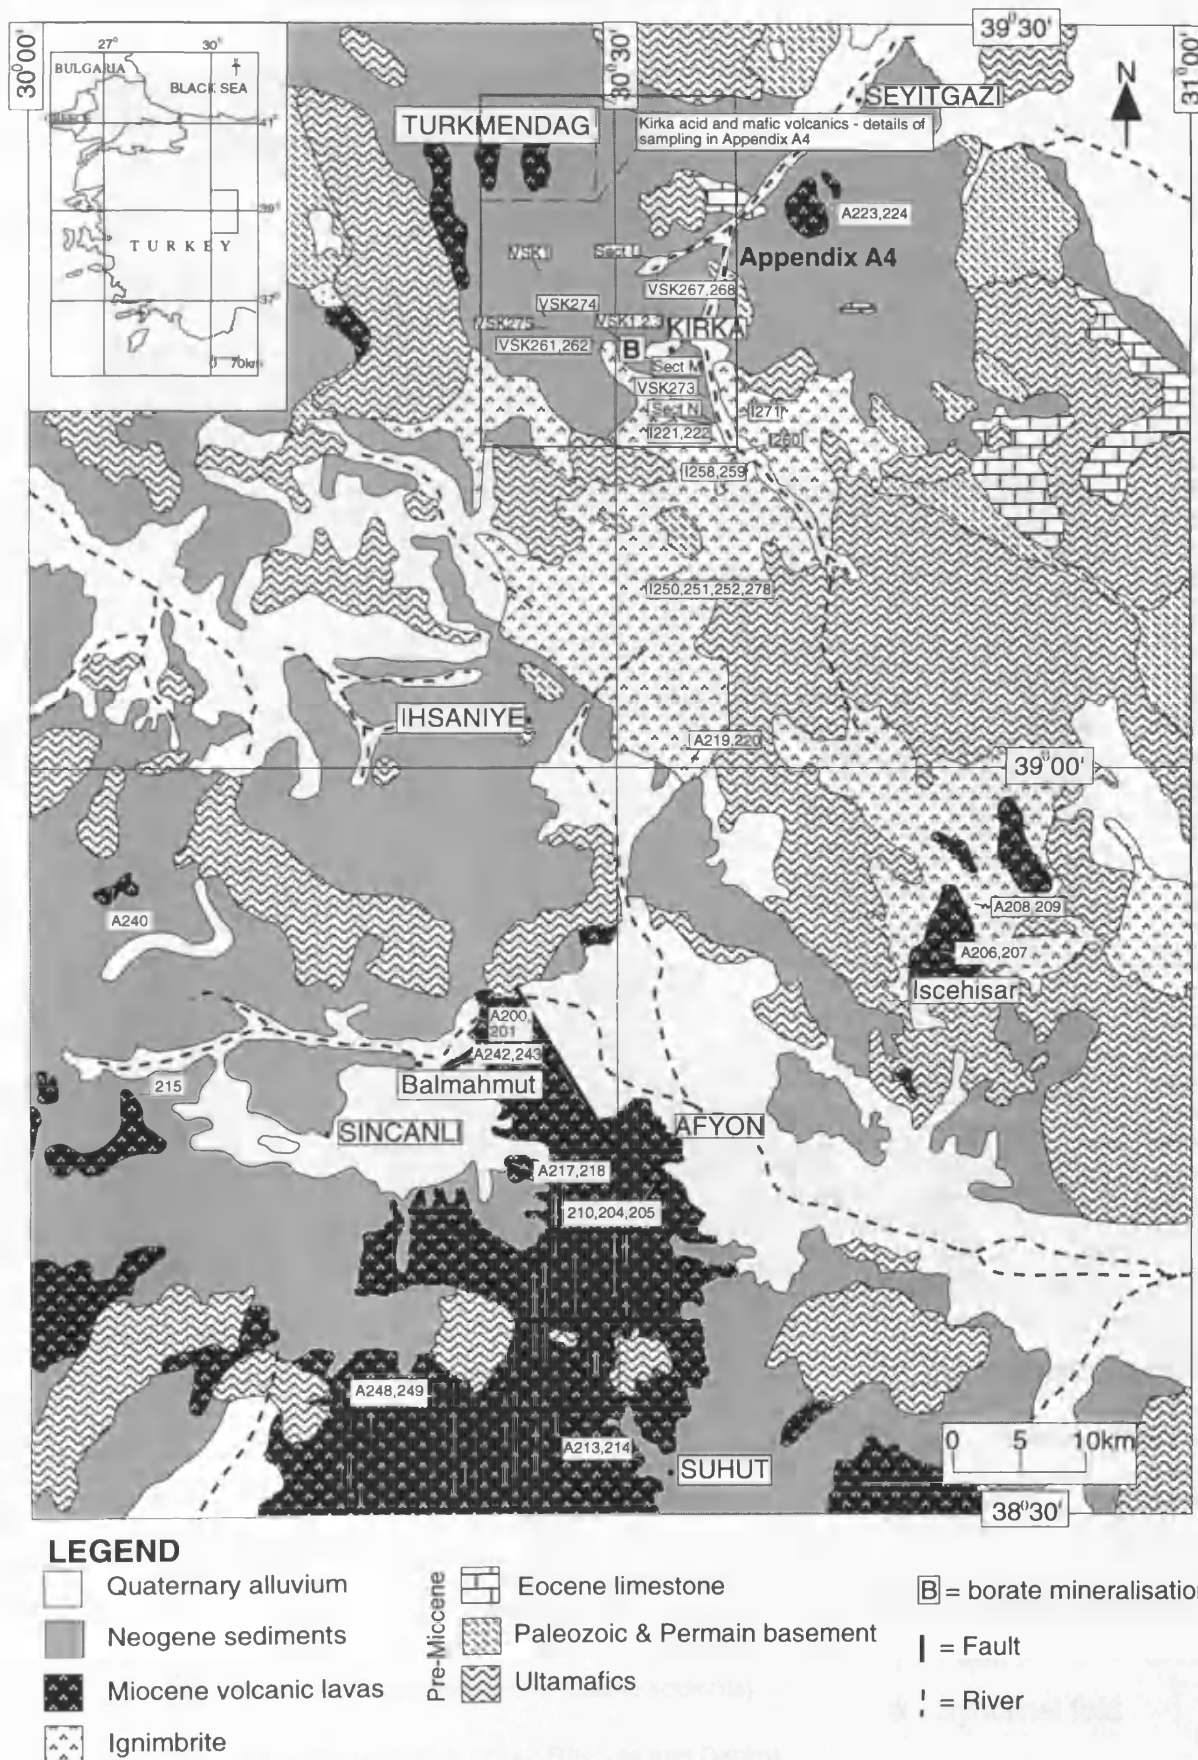 30°00'
30°30'
39°30'
31°00'
27°
30°
BULGARIA
BLACK SEA
GREECE
41°
39°
TURKEY
37°
70km
N
SEYITGAZI
TURKMENDAG
Kirka acid and mafic volcanics - details of
sampling in Appendix A4
A223,224
VSK1
Sect L
Appendix A4
VSK267,268
VSK274
VSK275
VSK1,2,3
KIRKA
VSK261,262
B
Sect M
VSK273
Sect N
I271
I221,222
I260
I258,259
I250,251,252,278
IHSANIYE
A219,220
39°00'
A240
A208,209
A206,207
Iscehisar
A200,
201
A242,243
215
Balmahmut
SINCANLI
AFYON
A217,218
210,204,205
A248,249
A213,214
SUHUT
0 5 10km
38°30'
LEGEND
Quaternary alluvium
Neogene sediments
Miocene volcanic lavas
Ignimbrite
Pre-Miocene
Eocene limestone
Paleozoic & Permain basement
Ultamafics
B = borate mineralisation
= Fault
= River